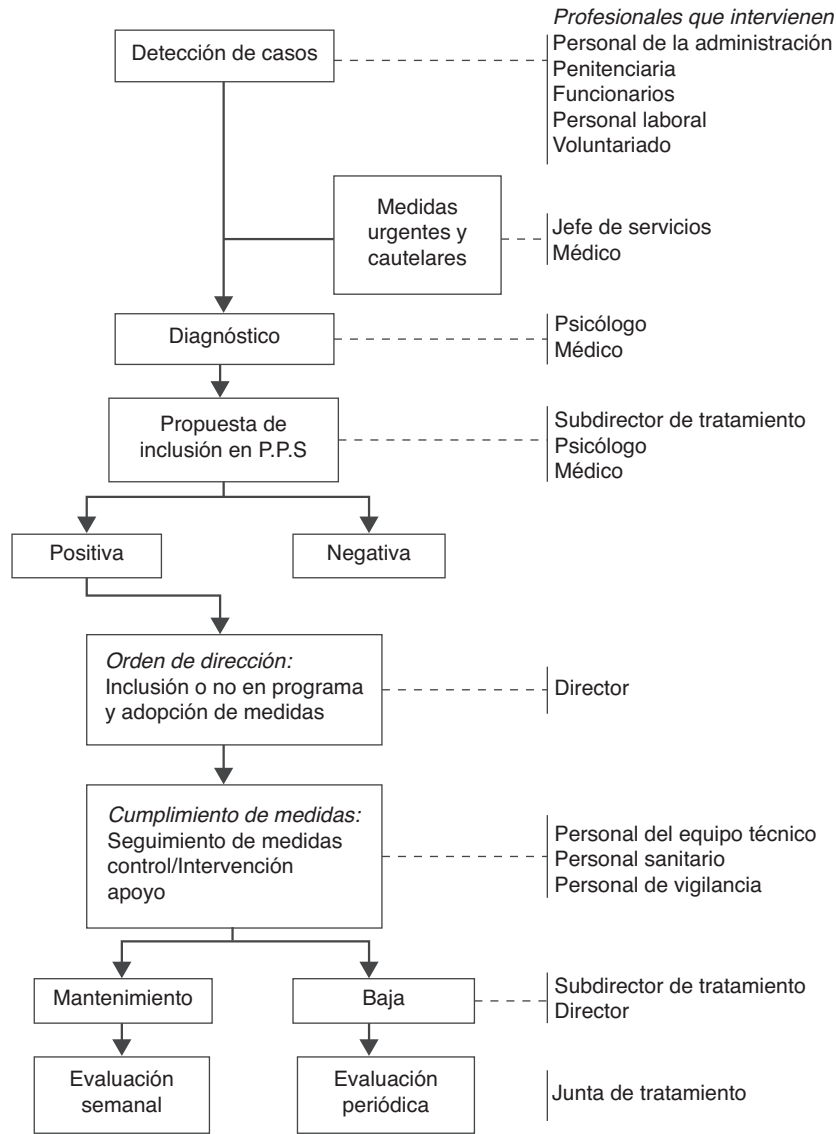 Profesionales que intervienen
Detección de casos
Personal de la administración
Penitenciaria
Funcionarios
Personal laboral
Voluntariado
Medidas
urgentes y
cautelares
Jefe de servicios
Médico
Diagnóstico
Psicólogo
Médico
Propuesta de
inclusión en P.P.S
Subdirector de tratamiento
Psicólogo
Médico
Positiva
Negativa
Orden de dirección:
Inclusión o no en programa
y adopción de medidas
Director
Cumplimiento de medidas:
Seguimiento de medidas
control/Intervención
apoyo
Personal del equipo técnico
Personal sanitario
Personal de vigilancia
Mantenimiento
Baja
Subdirector de tratamiento
Director
Evaluación
semanal
Evaluación
periódica
Junta de tratamiento